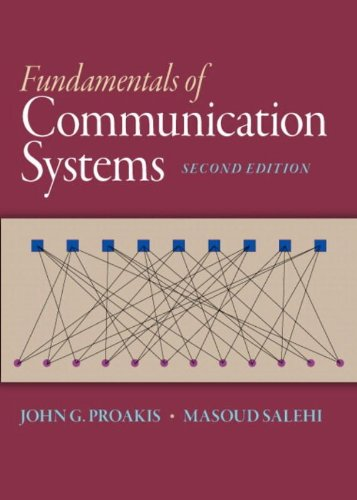 Fundamentals of
Communication
Systems SECOND EDITION
JOHN G. PROAKIS • MASOUD SALEHI